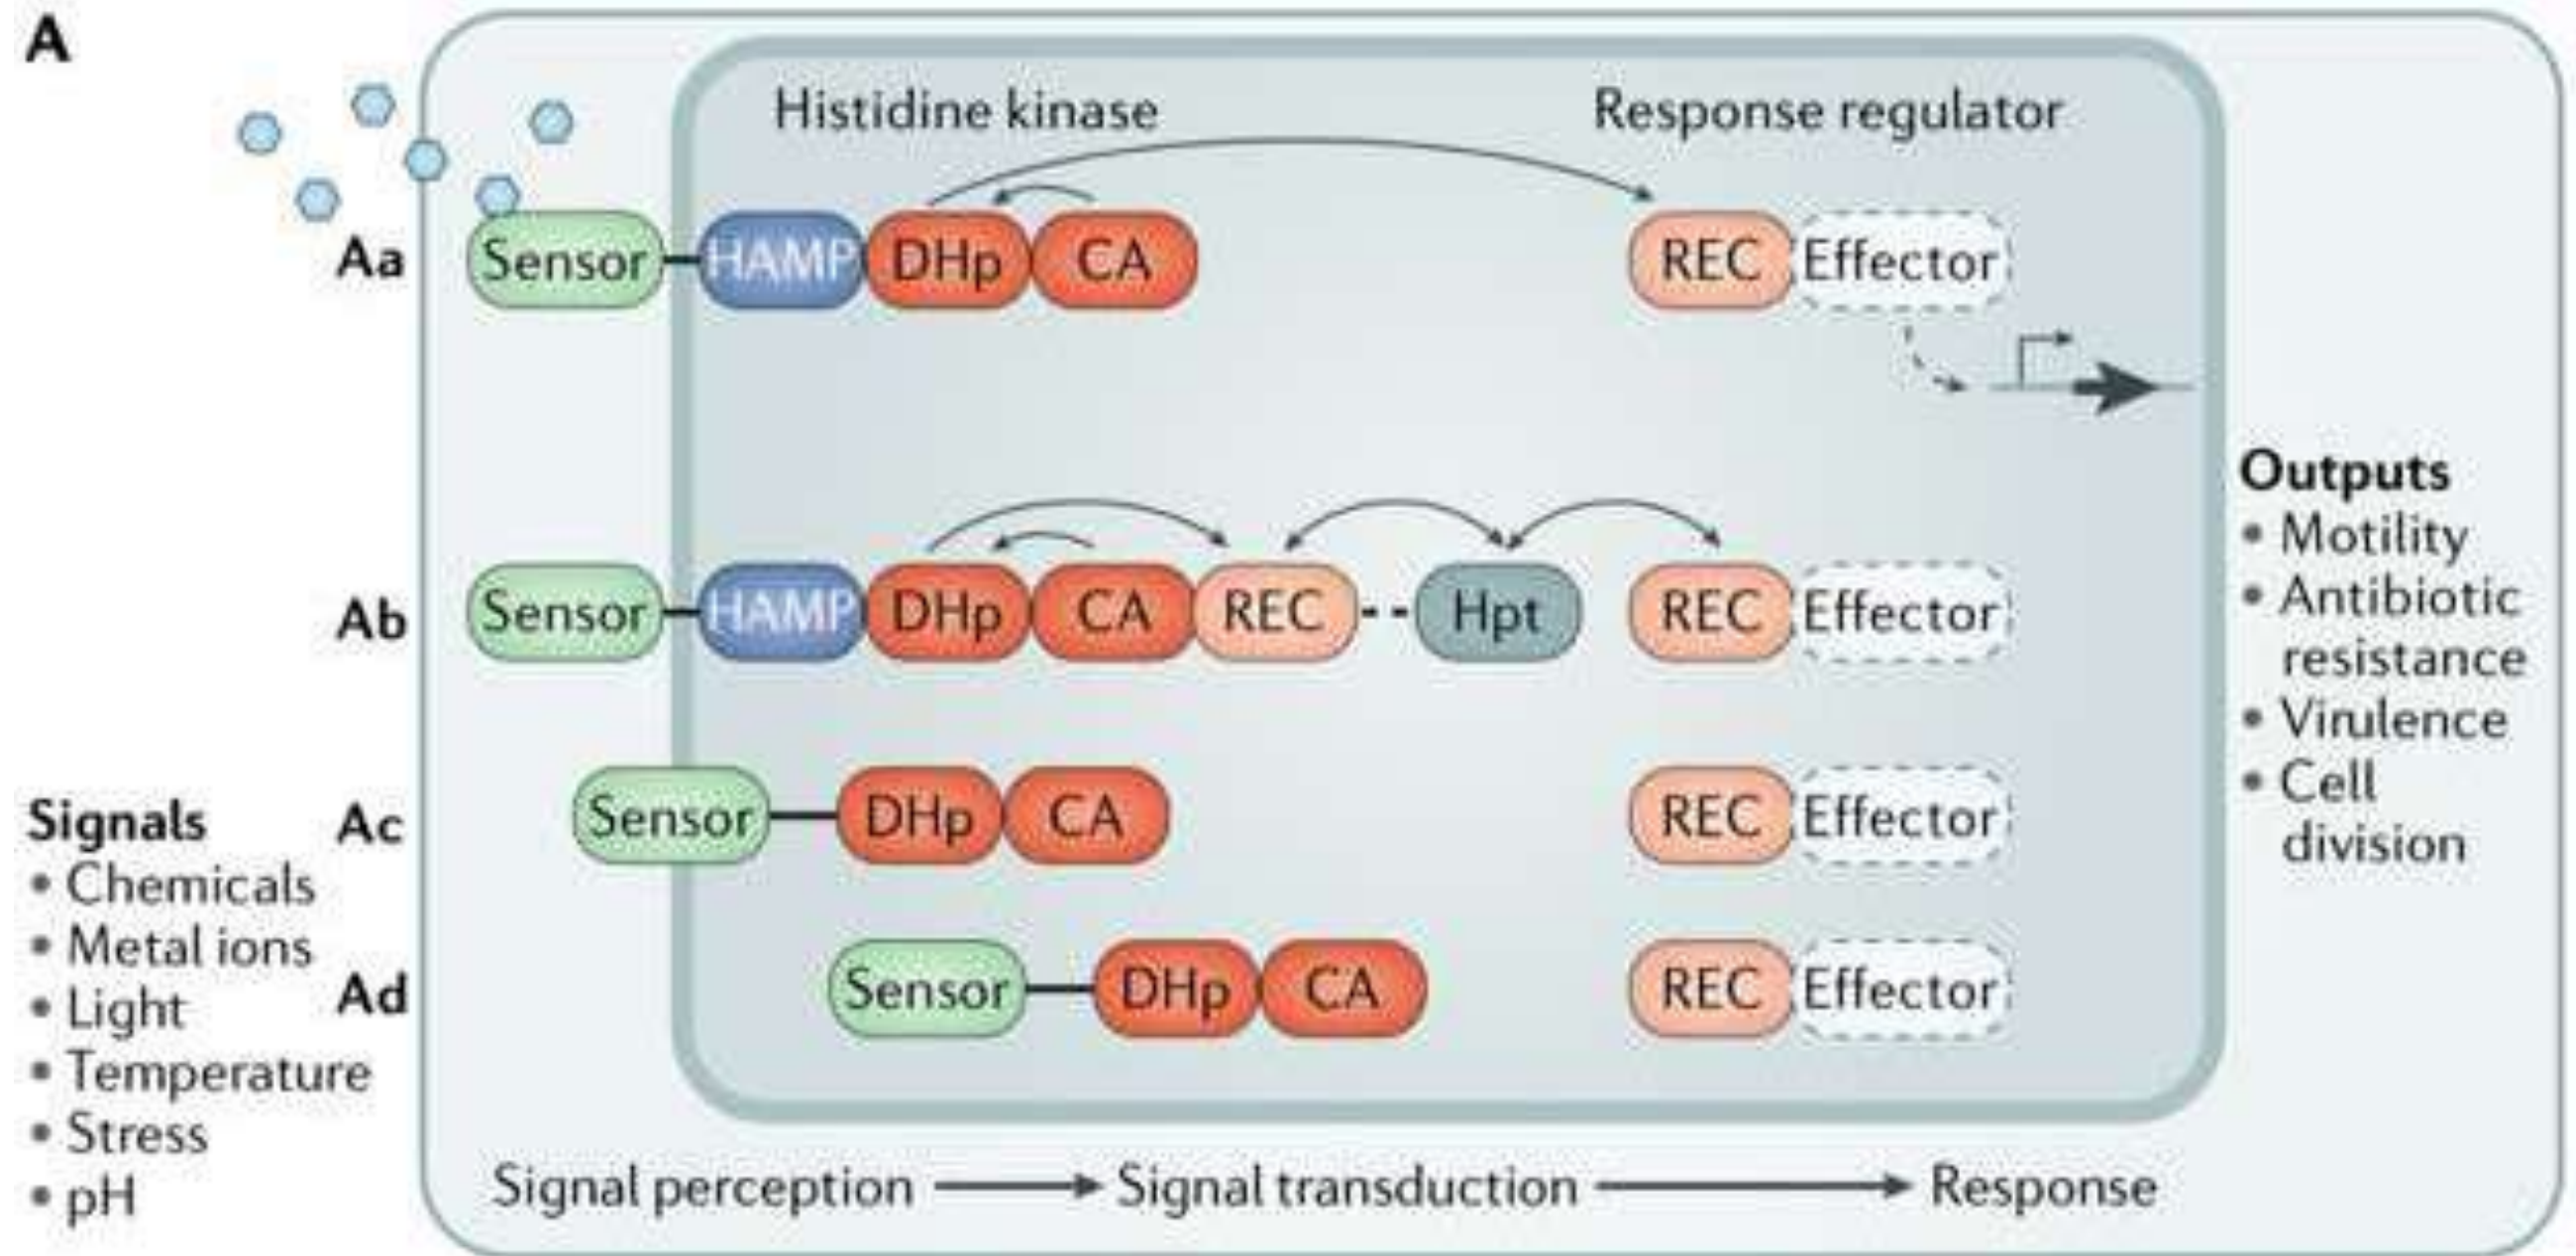 A
Histidine kinase
Response regulator
Aa
Sensor
HAMP
DHp
CA
REC
Effector
Ab
Sensor
HAMP
DHp
CA
REC
Hpt
REC
Effector
Ac
Sensor
DHp
CA
REC
Effector
Ad
Sensor
DHp
CA
REC
Effector
Signals
• Chemicals
• Metal ions
• Light
• Temperature
• Stress
• pH
Outputs
• Motility
• Antibiotic
resistance
• Virulence
• Cell
division
Signal perception
Signal transduction
Response